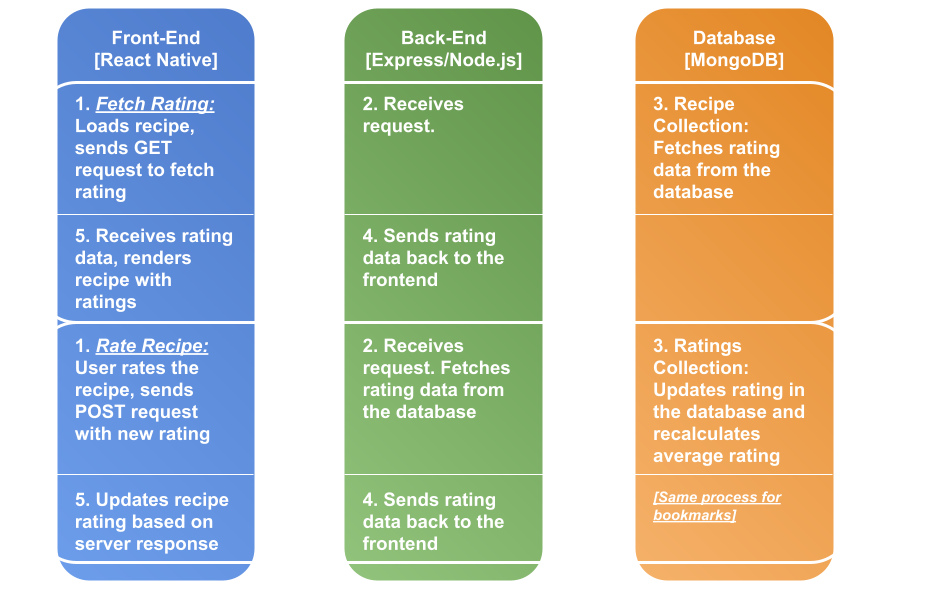 Front-End
[React Native]
Back-End
[Express/Node.js]
Database
[MongoDB]
1. Fetch Rating:
Loads recipe,
sends GET
request to fetch
rating
2. Receives
request.
3. Recipe
Collection:
Fetches rating
data from the
database
5. Receives rating
data, renders
recipe with
ratings
4. Sends rating
data back to the
frontend
1. Rate Recipe:
User rates the
recipe, sends
POST request
with new rating
2. Receives
request. Fetches
rating data from
the database
3. Ratings
Collection:
Updates rating in
the database and
recalculates
average rating
5. Updates recipe
rating based on
server response
4. Sends rating
data back to the
frontend
[Same process for
bookmarks]